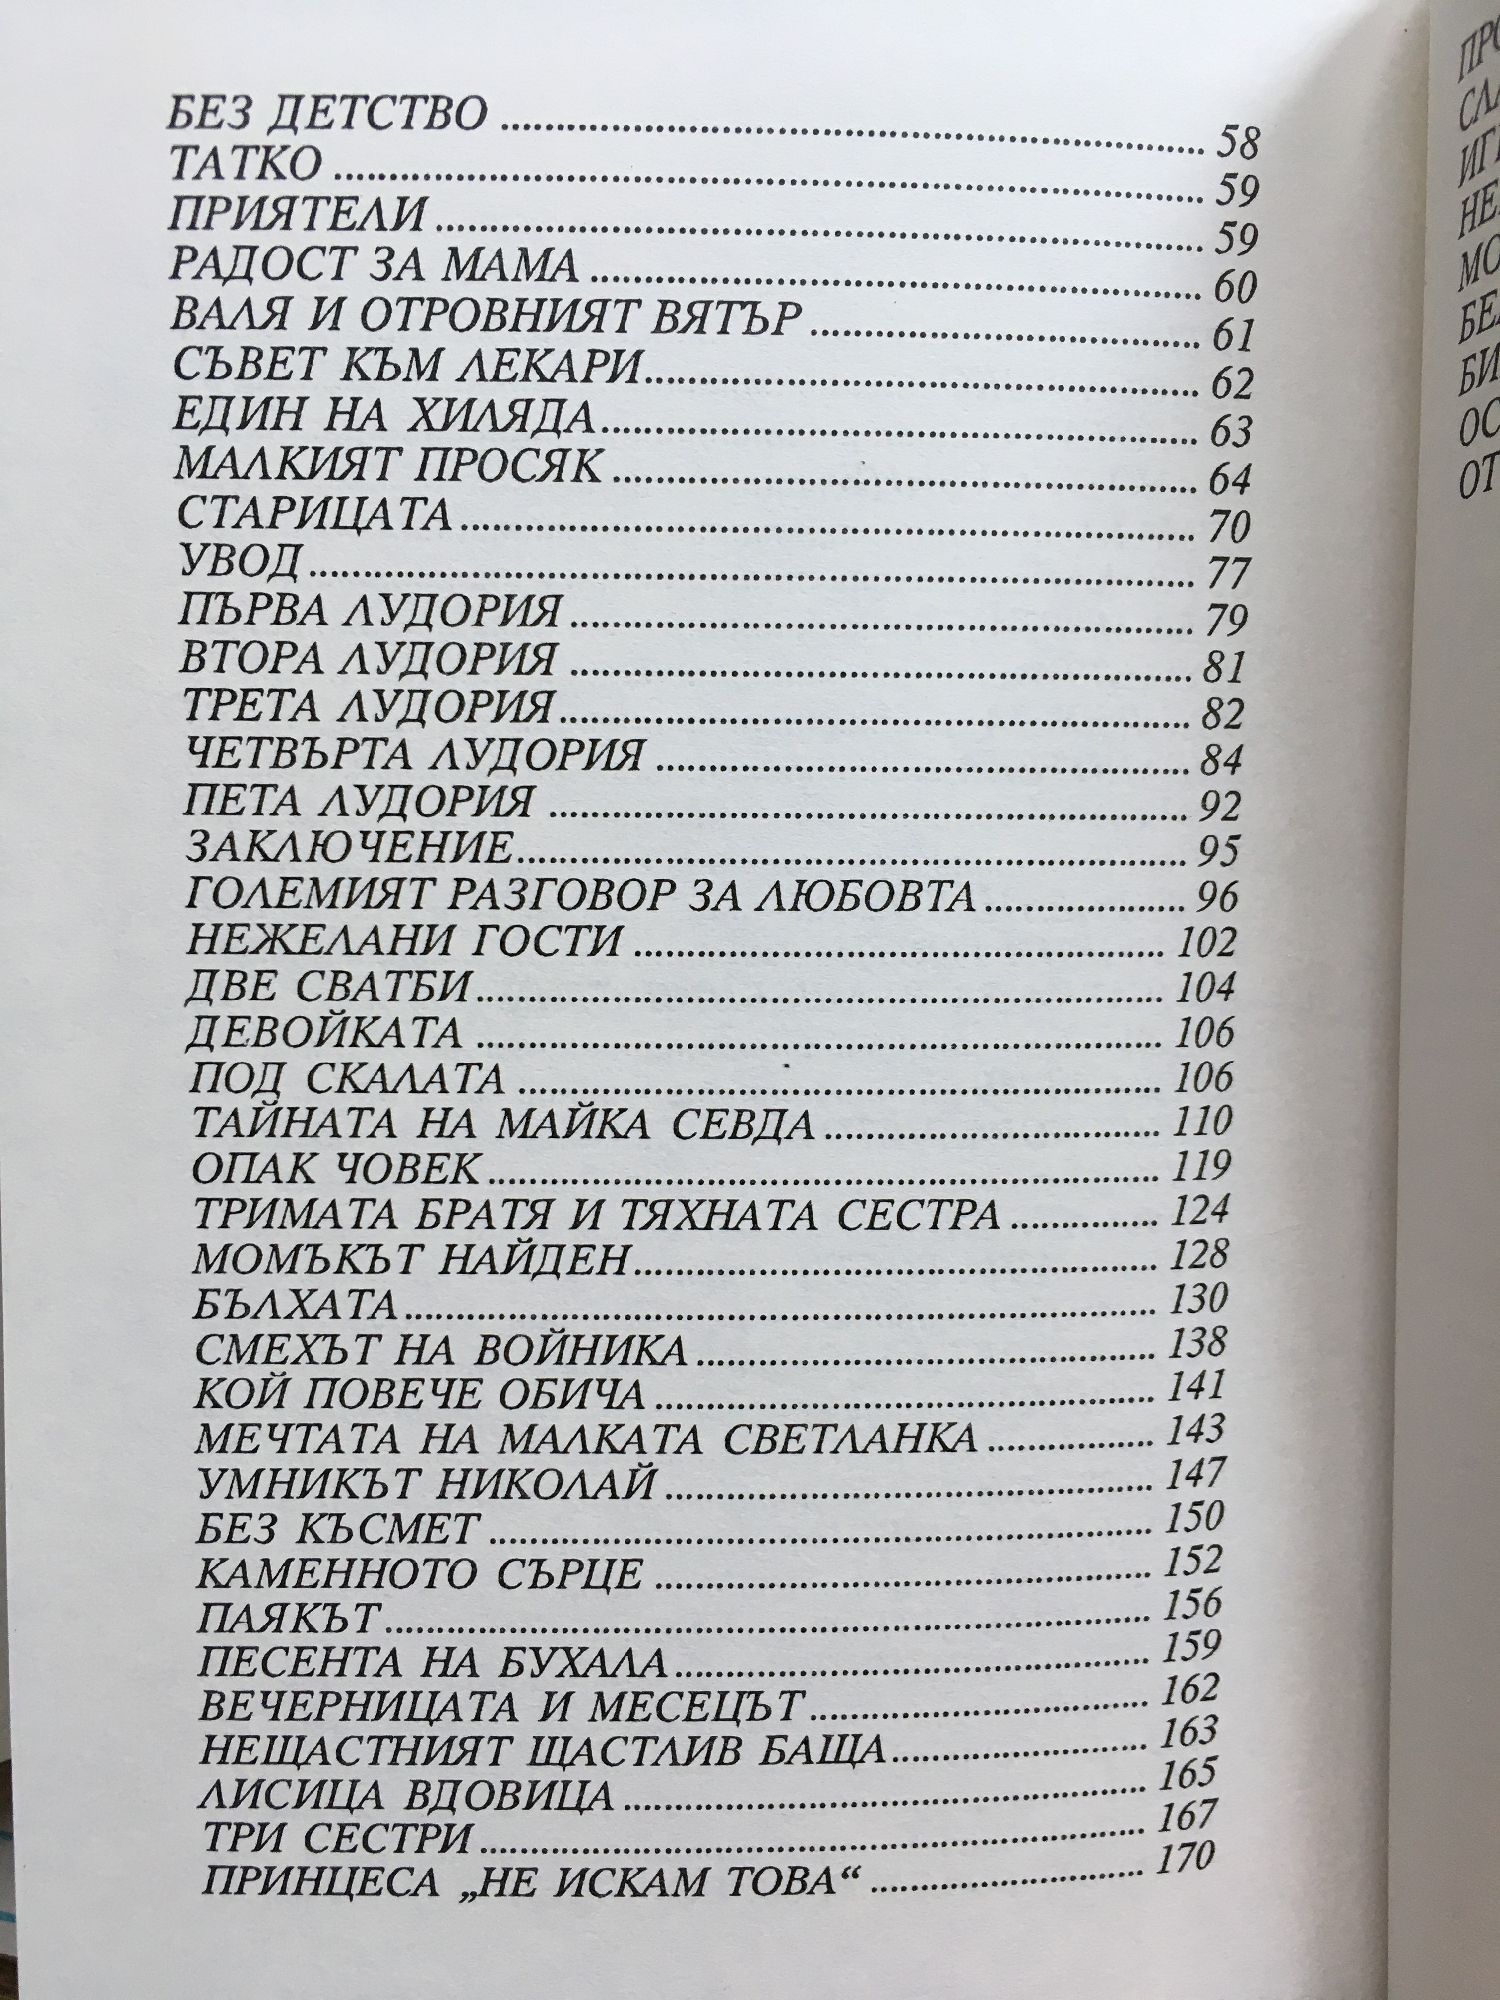 БЕЗ ДЕТСТВО ........ 58
ТАТКО ........ 59
ПРИЯТЕЛИ ........ 59
РАДОСТ ЗА МАМА ........ 60
ВАЛЯ И ОТРОВНИЯТ ВЯТЪР ........ 61
СЪВЕТ КЪМ ЛЕКАРИ ........ 62
ЕДИН НА ХИЛЯДА ........ 63
МАЛКИЯТ ПРОСЯК ........ 64
СТАРИЦАТА ........ 70
УВОД ........ 77
ПЪРВА ЛУДОРИЯ ........ 79
ВТОРА ЛУДОРИЯ ........ 81
ТРЕТА ЛУДОРИЯ ........ 82
ЧЕТВЪРТА ЛУДОРИЯ ........ 84
ПЕТА ЛУДОРИЯ ........ 92
ЗАКЛЮЧЕНИЕ ........ 95
ГОЛЕМИЯТ РАЗГОВОР ЗА ЛЮБОВТА ........ 96
НЕЖЕЛАНИ ГОСТИ ........ 102
ДВЕ СВАТБИ ........ 104
ДЕВОЙКАТА ........ 106
ПОД СКАЛАТА ........ 106
ТАЙНАТА НА МАЙКА СЕВДА ........ 110
ОПАК ЧОВЕК ........ 119
ТРИМАТА БРАТЯ И ТЯХНАТА СЕСТРА ........ 124
МОМЪКЪТ НАЙДЕН ........ 128
БЪЛХАТА ........ 130
СМЕХЪТ НА ВОЙНИКА ........ 138
КОЙ ПОВЕЧЕ ОБИЧА ........ 141
МЕЧТАТА НА МАЛКАТА СВЕТЛАНКА ........ 143
УМНИКЪТ НИКОЛАЙ ........ 147
БЕЗ КЪСМЕТ ........ 150
КАМЕННОТО СЪРЦЕ ........ 152
ПАЯКЪТ ........ 156
ПЕСЕНТА НА БУХАЛА ........ 159
ВЕЧЕРНИЦАТА И МЕСЕЦЪТ ........ 162
НЕЩАСТНИЯТ ЩАСТЛИВ БАЩА ........ 163
ЛИСИЦА ВДОВИЦА ........ 165
ТРИ СЕСТРИ ........ 167
ПРИНЦЕСА „НЕ ИСКАМ ТОВА“ ........ 170